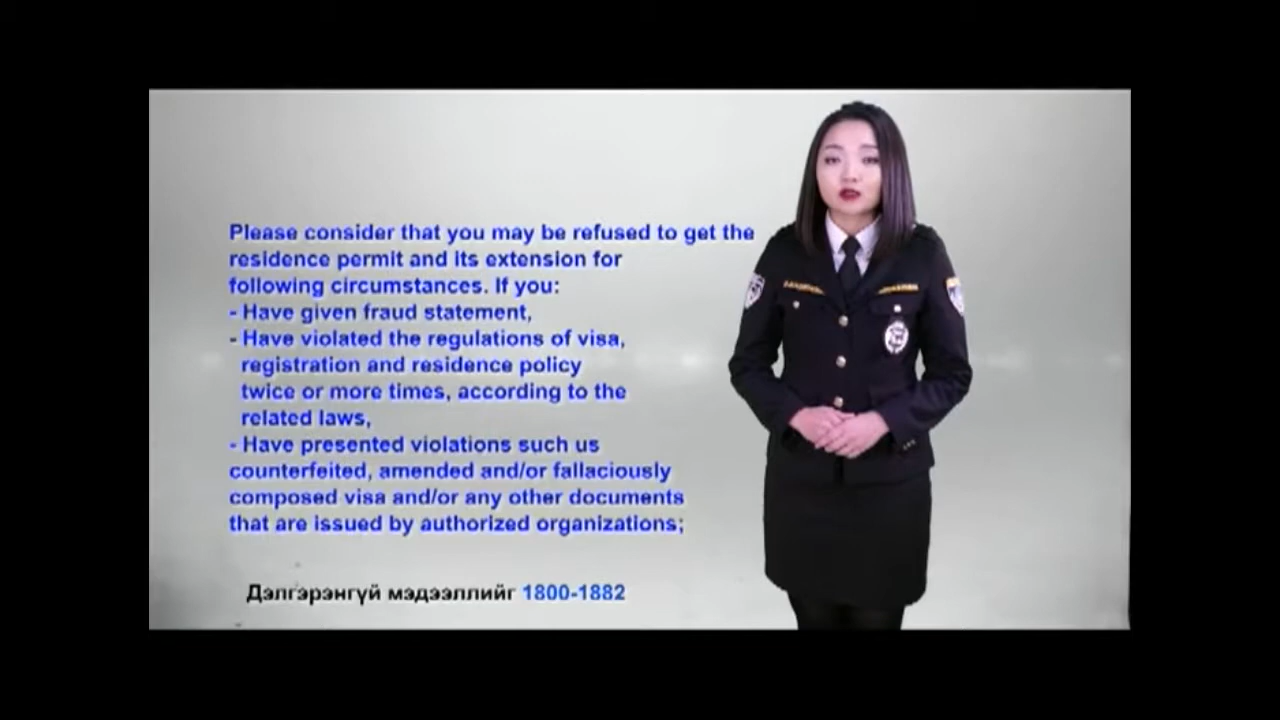 Please consider that you may be refused to get the
residence permit and its extension for
following circumstances. If you:
- Have given fraud statement,
- Have violated the regulations of visa,
registration and residence policy
twice or more times, according to the
related laws,
- Have presented violations such us
counterfeited, amended and/or fallaciously
composed visa and/or any other documents
that are issued by authorized organizations;
Дэлгэрэнгүй мэдээллийг 1800-1882